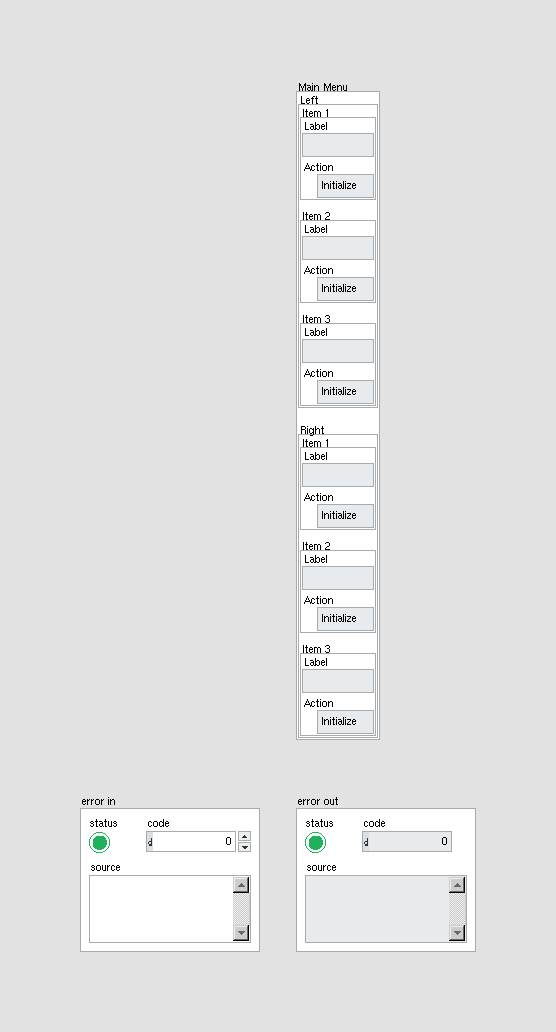 Main Menu
Left
Item 1
Label
Action
Initialize
Item 2
Label
Action
Initialize
Item 3
Label
Action
Initialize
Right
Item 1
Label
Action
Initialize
Item 2
Label
Action
Initialize
Item 3
Label
Action
Initialize
error in
status code
d 0
source
error out
status code
d 0
source